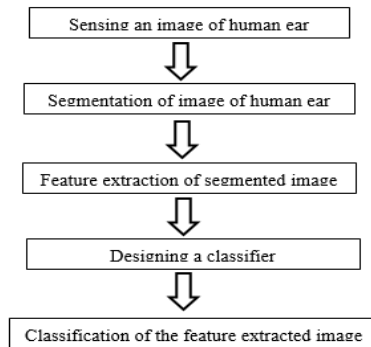 Sensing an image of human ear
Segmentation of image of human ear
Feature extraction of segmented image
Designing a classifier
Classification of the feature extracted image